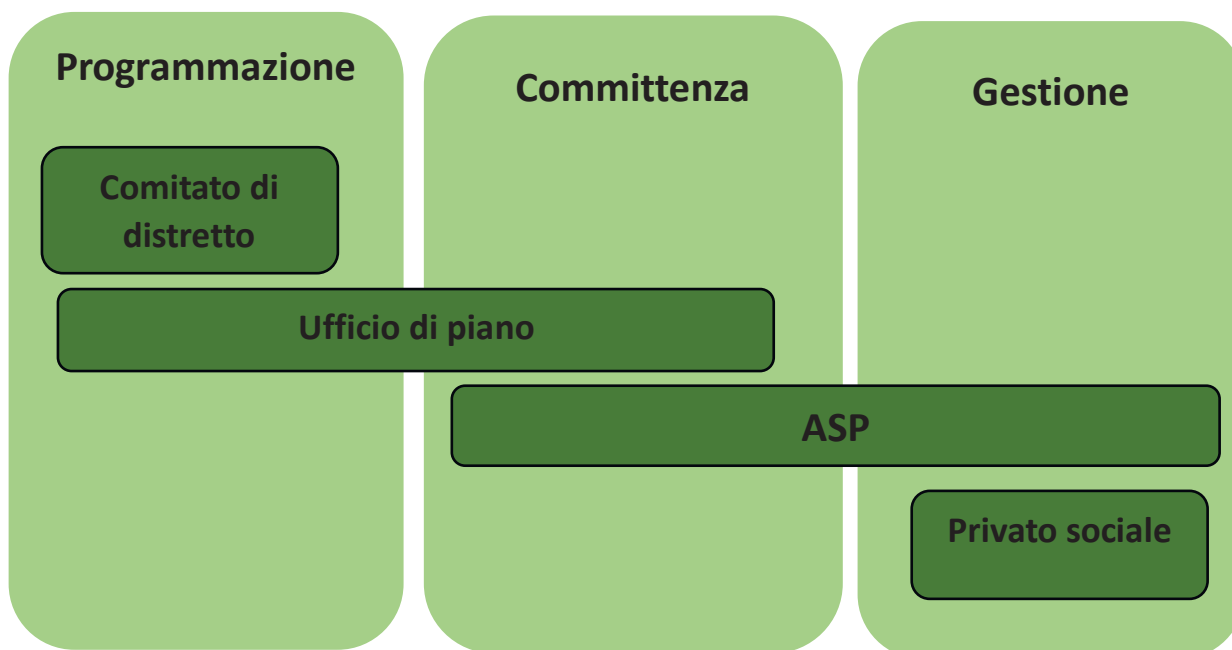 Programmazione
Committenza
Gestione
Comitato di
distretto
Ufficio di piano
ASP
Privato sociale